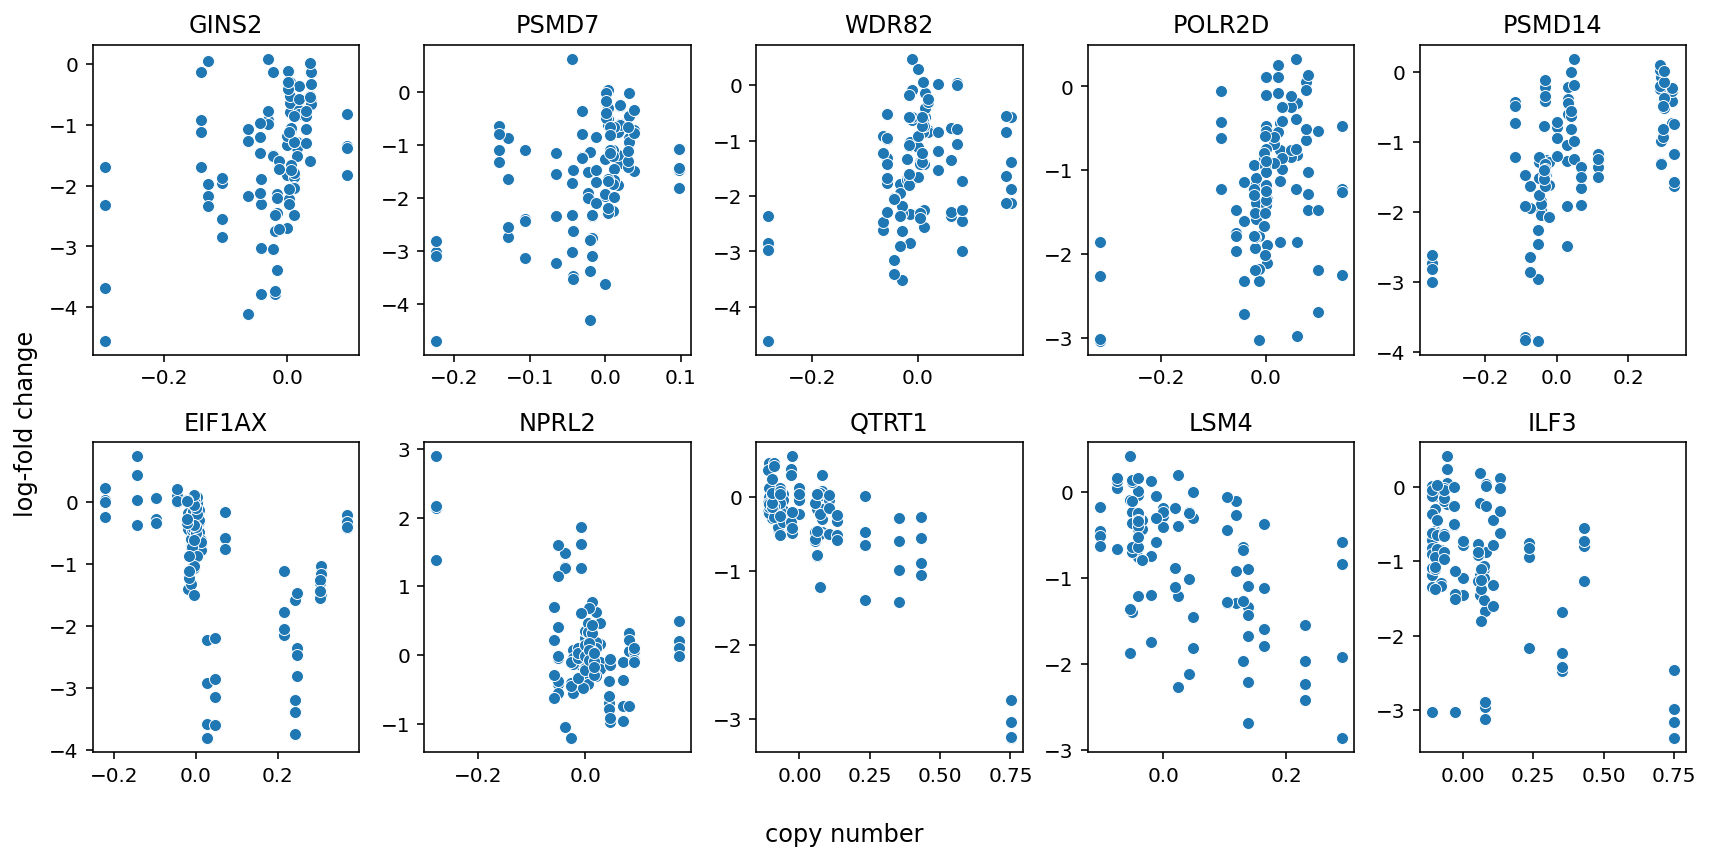 GINS2 PSMD7 WDR82 POLR2D PSMD14
0 −1 −2 −3 −4
−0.2 0.0
0 −1 −2 −3 −4
−0.2 −0.1 0.0 0.1
0 −1 −2 −3 −4
−0.2 0.0
0 −1 −2 −3
−0.2 0.0
0 −1 −2 −3 −4
−0.2 0.0 0.2
log-fold change
EIF1AX NPRL2 QTRT1 LSM4 ILF3
0 −1 −2 −3 −4
−0.2 0.0 0.2
3 2 1 0 −1
−0.2 0.0
0 −1 −2 −3
0.00 0.25 0.50 0.75
0 −1 −2 −3
0.0 0.2
0 −1 −2 −3
0.00 0.25 0.50 0.75
copy number